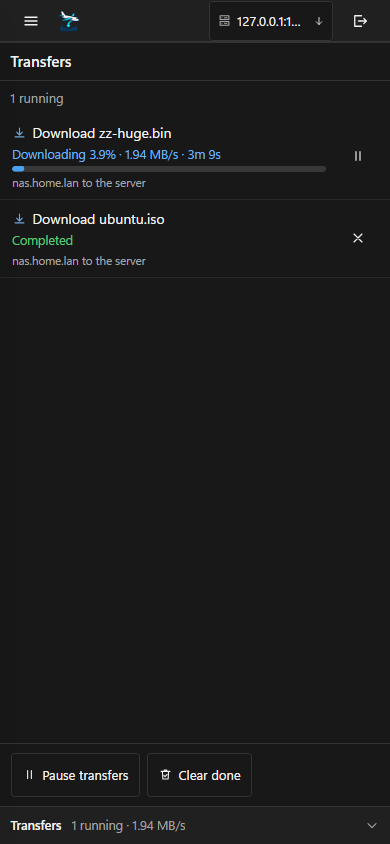 127.0.0.1:1...
Transfers
1 running
Download zz-huge.bin
Downloading 3.9% · 1.94 MB/s · 3m 9s
nas.home.lan to the server
Download ubuntu.iso
Completed
nas.home.lan to the server
Pause transfers
Clear done
Transfers 1 running · 1.94 MB/s